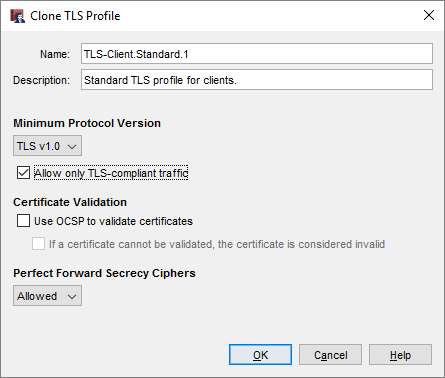 Clone TLS Profile
Name: TLS-Client.Standard.1
Description: Standard TLS profile for clients.
Minimum Protocol Version
TLS v1.0
Allow only TLS-compliant traffic
Certificate Validation
Use OCSP to validate certificates
If a certificate cannot be validated, the certificate is considered invalid
Perfect Forward Secrecy Ciphers
Allowed
OK Cancel Help